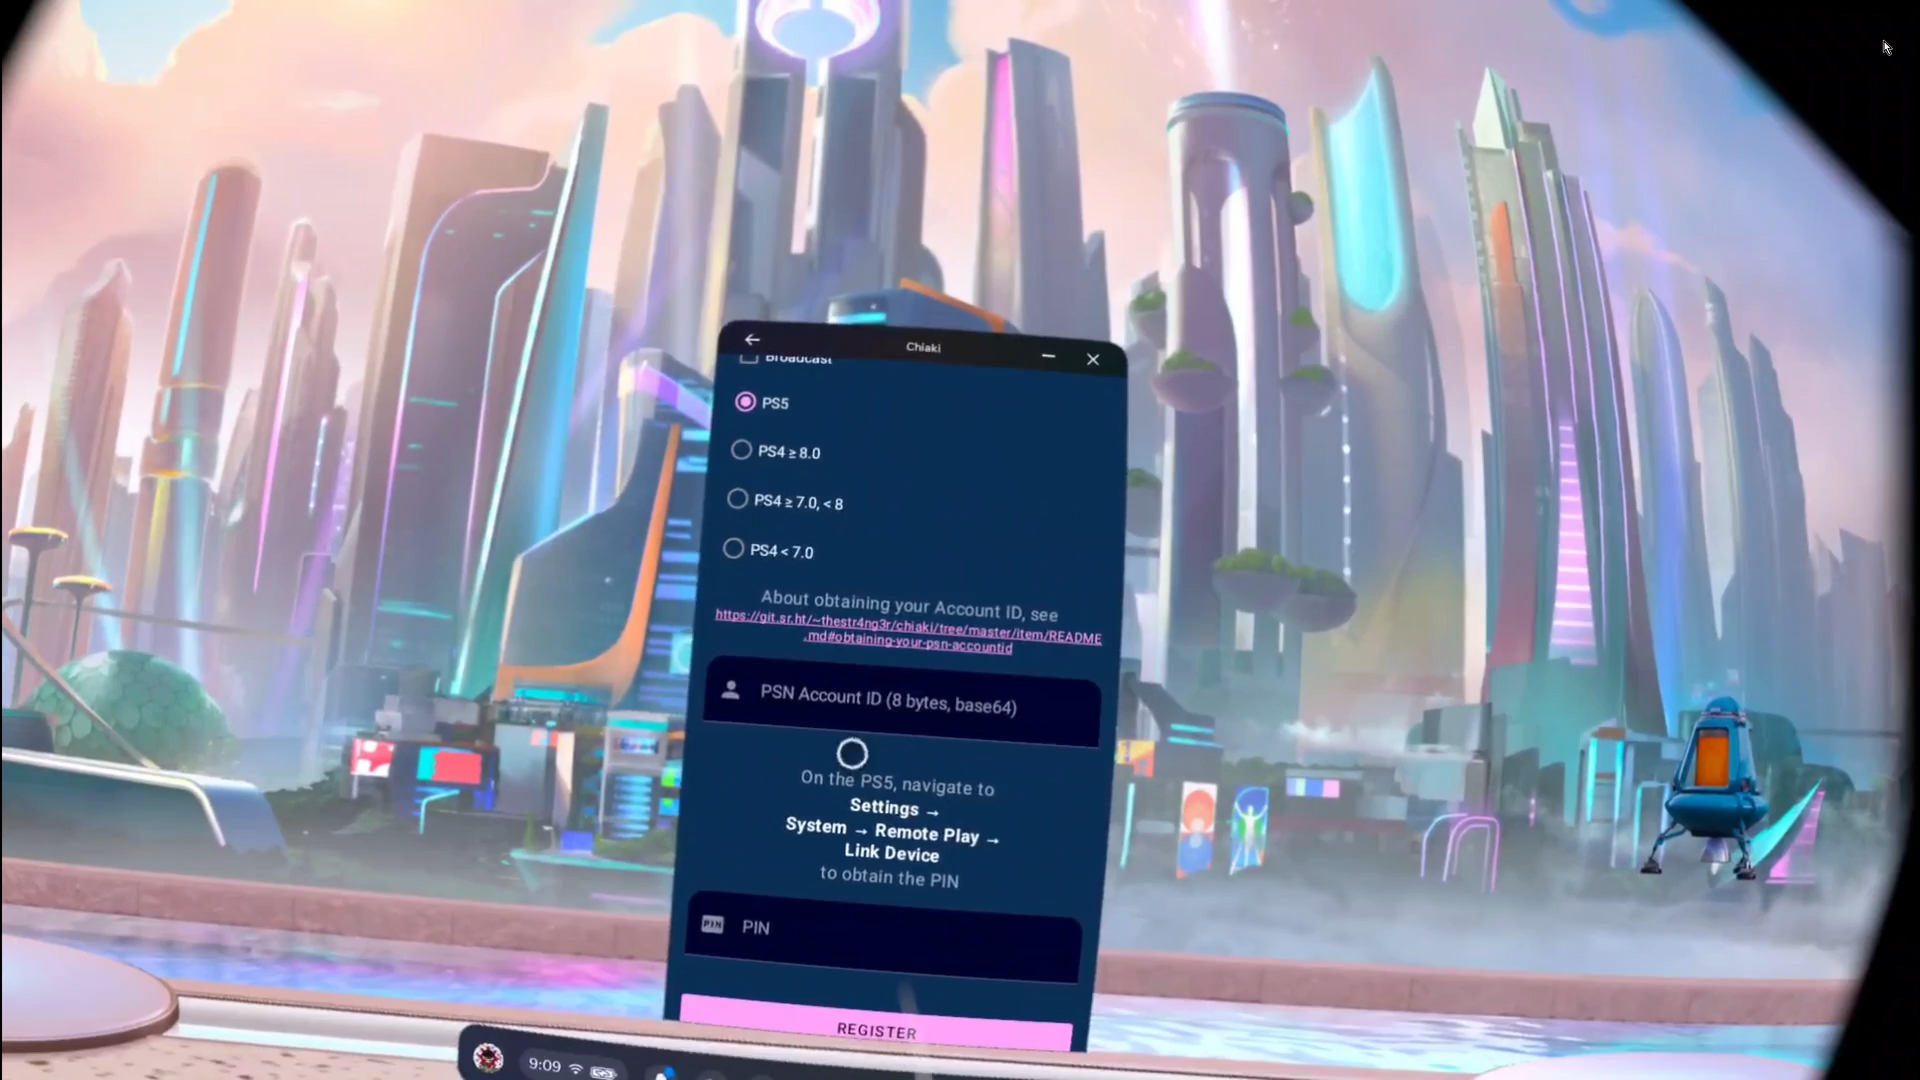 Chiaki
Broadcast
PS5
PS4 ≥ 8.0
PS4 ≥ 7.0, < 8
PS4 < 7.0
About obtaining your Account ID, see
https://git.sr.ht/~thestr4ng3r/chiaki/tree/master/item/README
.md#obtaining-your-psn-accountid
PSN Account ID (8 bytes, base64)
On the PS5, navigate to
Settings →
System → Remote Play →
Link Device
to obtain the PIN
PIN
PIN
REGISTER
9:09